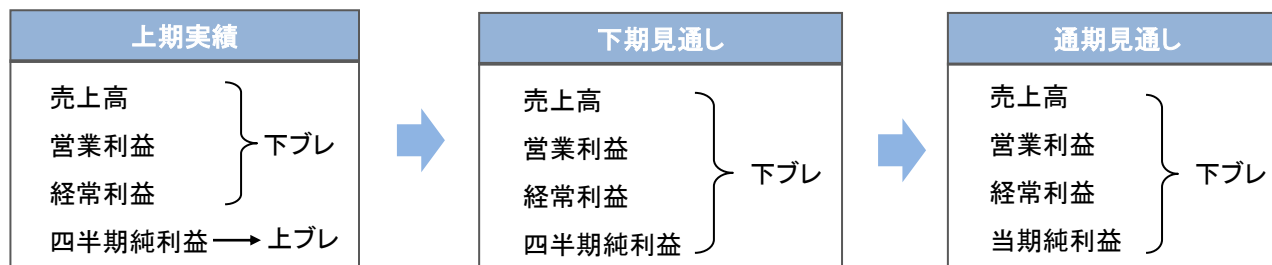 上期実績
売上高
営業利益
経常利益
下ブレ
四半期純利益 上ブレ
下期見通し
売上高
営業利益
経常利益
四半期純利益
下ブレ
通期見通し
売上高
営業利益
経常利益
当期純利益
下ブレ